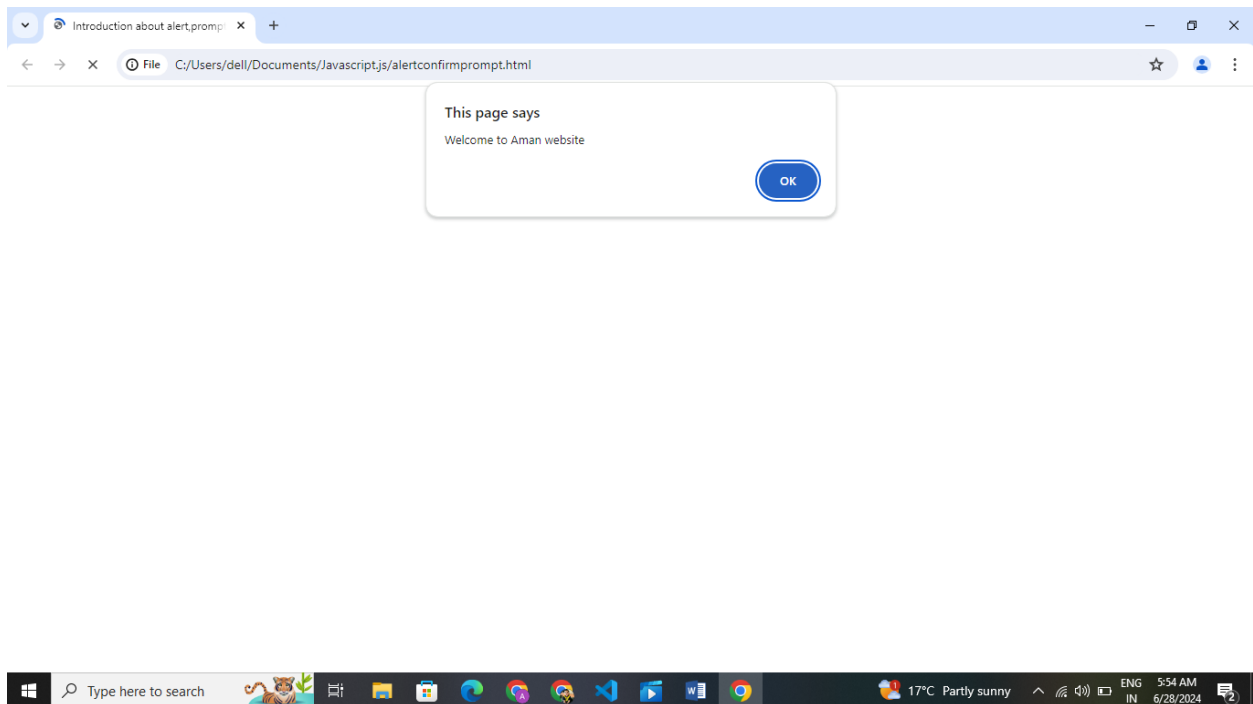 Introduction about alert,promp
File C:/Users/dell/Documents/Javascript.js/alertconfirmprompt.html
This page says
Welcome to Aman website
OK
Type here to search
17°C Partly sunny
ENG 5:54 AM
IN 6/28/2024